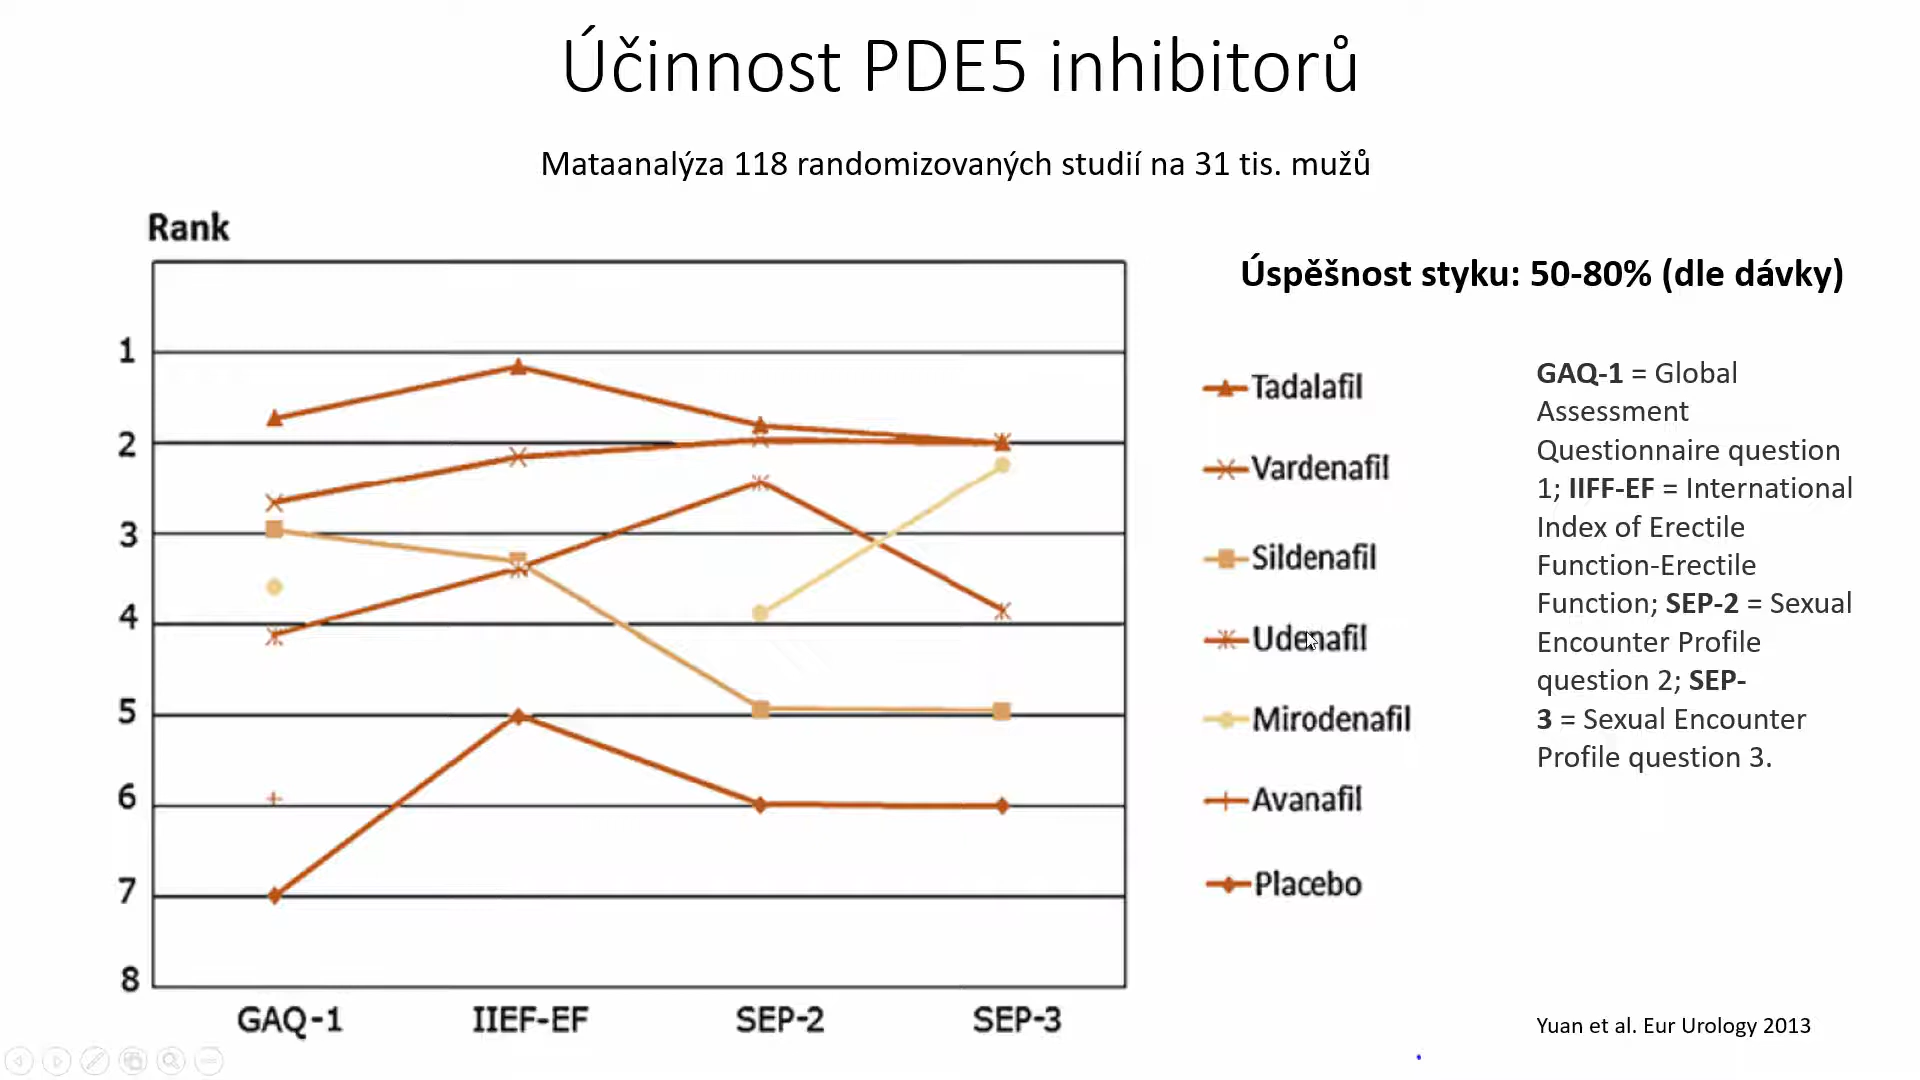 Účinnost PDE5 inhibitorů
Mataanalýza 118 randomizovaných studií na 31 tis. mužů
Rank
1
2
3
4
5
6
7
8
GAQ-1
IIEF-EF
SEP-2
SEP-3
Úspěšnost styku: 50-80% (dle dávky)
Tadalafil
Vardenafil
Sildenafil
Udenafil
Mirodenafil
Avanafil
Placebo
GAQ-1 = Global
Assessment
Questionnaire question
1; IIFF-EF = International
Index of Erectile
Function-Erectile
Function; SEP-2 = Sexual
Encounter Profile
question 2; SEP-
3 = Sexual Encounter
Profile question 3.
Yuan et al. Eur Urology 2013